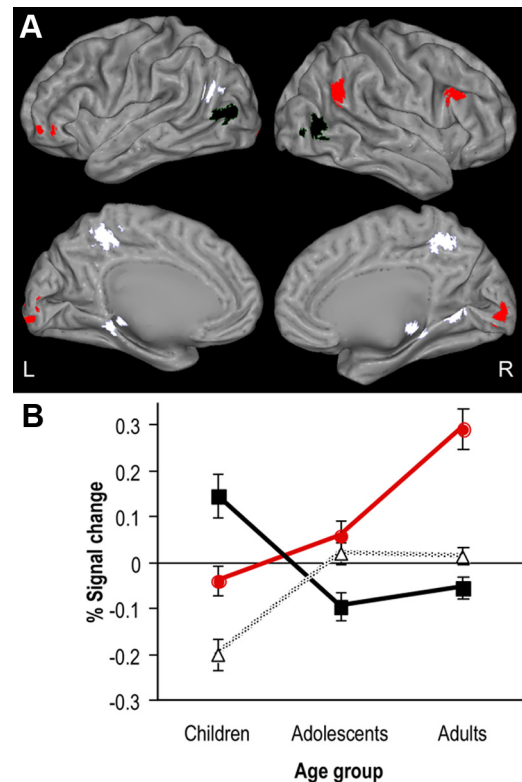 A
L
R
B
0.3
0.2
0.1
0
-0.1
-0.2
-0.3
% Signal change
Children Adolescents Adults
Age group